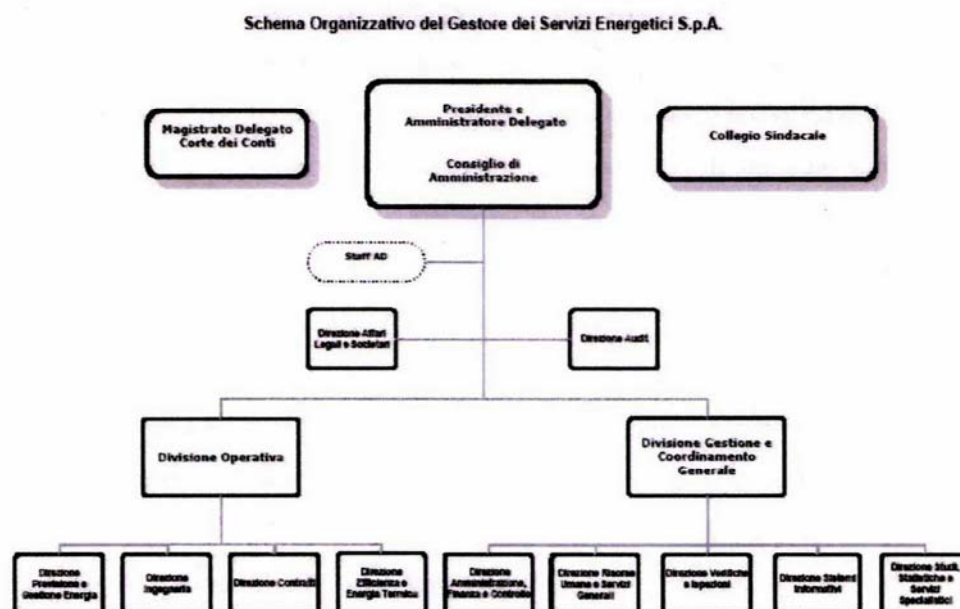 Schema Organizzativo del Gestore dei Servizi Energetici S.p.A.
Magistrato Delegato
Corte dei Conti
Presidente e
Amministratore Delegato
Consiglio di
Amministrazione
Collegio Sindacale
Staff AD
Direzione Affari
Legali e Societari
Direzione Audit
Divisione Operativa
Divisione Gestione e
Coordinamento
Generale
Direzione
Previsione e
Gestione Energia
Direzione
Ingegneria
Direzione Contratti
Direzione
Efficienza e
Energia Termica
Direzione
Amministrazione,
Finanza e Controllo
Direzione Risorse
Umane e Servizi
Generali
Direzione Verifiche
e Ispezioni
Direzione Sistemi
Informativi
Direzione Studi,
Statistiche e
Servizi
Specialistici